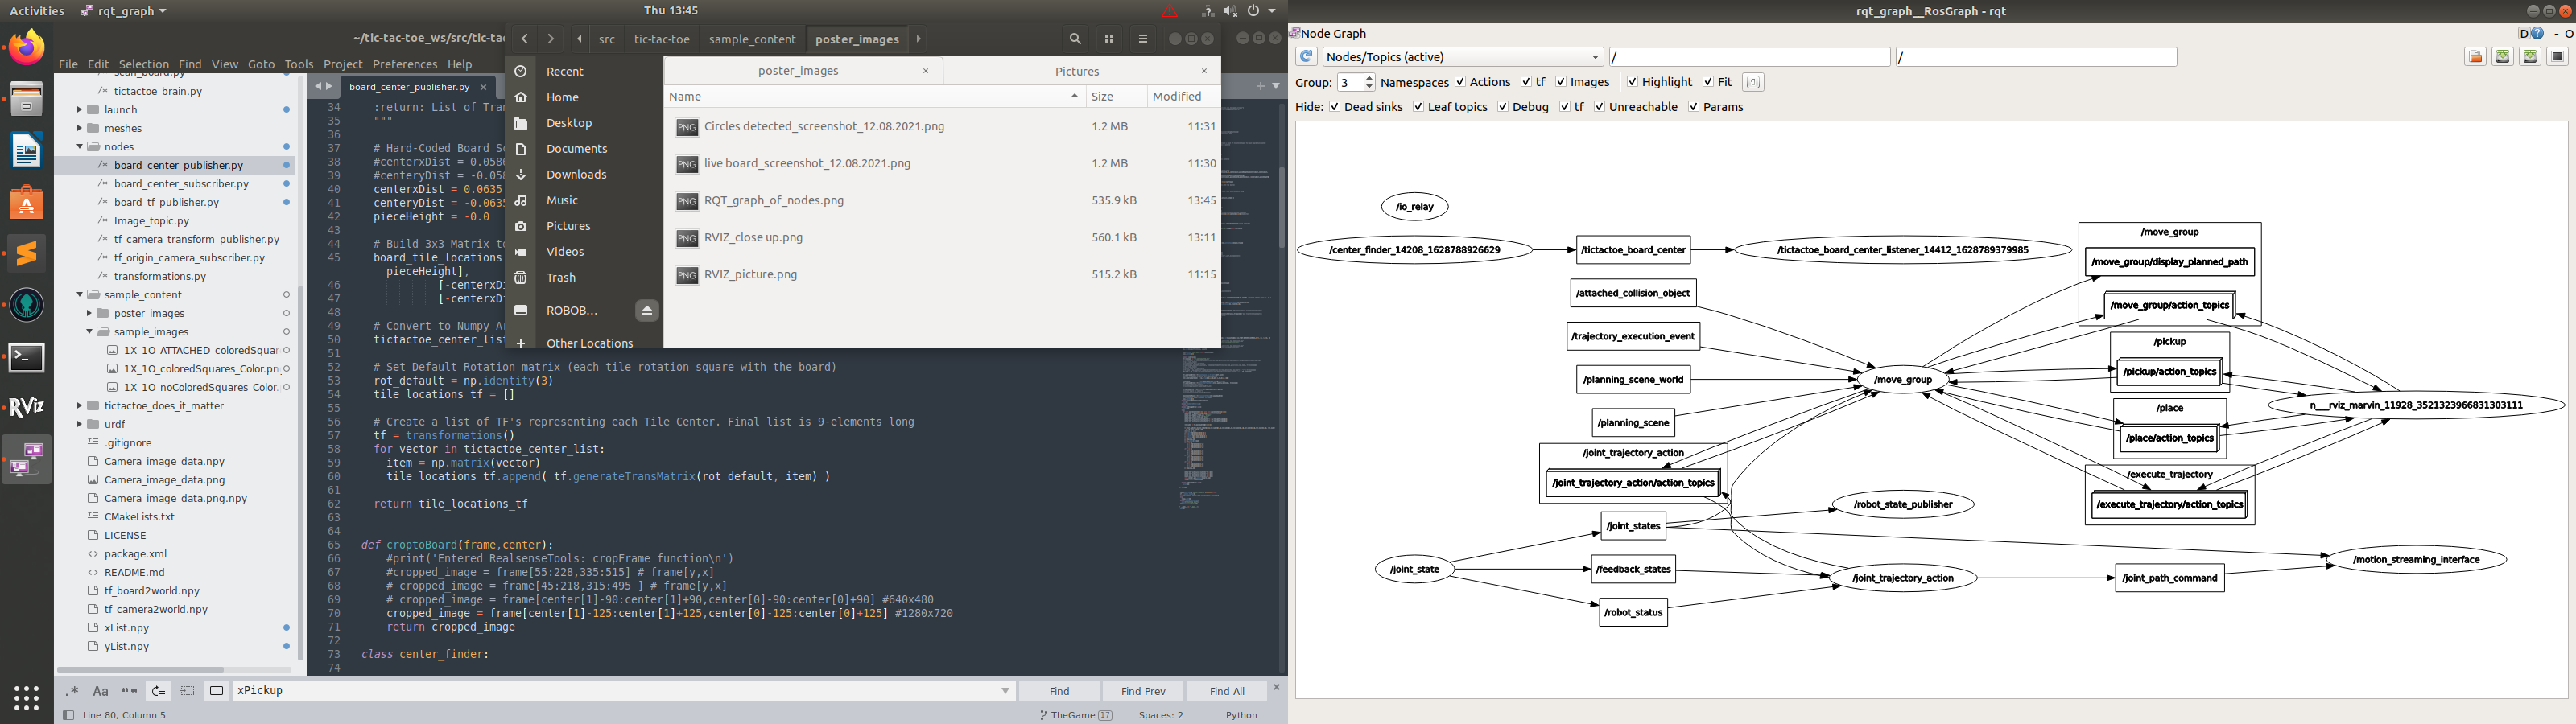 Activities
rqt_graph
Thu 13:45
~/tic-tac-toe_ws/src/tic-tac
File Edit Selection Find View Goto Tools Project Preferences Help
scan_board.py
/* tictactoe_brain.py
launch
meshes
nodes
/* board_center_publisher.py
/* board_center_subscriber.py
/* board_tf_publisher.py
/* Image_topic.py
/* tf_camera_transform_publisher.py
/* tf_origin_camera_subscriber.py
/* transformations.py
sample_content
poster_images
sample_images
1X_1O_ATTACHED_coloredSquar
1X_1O_coloredSquares_Color.pn
1X_1O_noColoredSquares_Color.
tictactoe_does_it_matter
urdf
.gitignore
Camera_image_data.npy
Camera_image_data.png
Camera_image_data.png.npy
CMakeLists.txt
LICENSE
<> package.xml
<> README.md
tf_board2world.npy
tf_camera2world.npy
xList.npy
yList.npy
RViz
board_center_publisher.py ×
34 :return: List of Tran
35 """
36
37 # Hard-Coded Board Sc
38 #centerxDist = 0.0586
39 #centeryDist = -0.058
40 centerxDist = 0.0635
41 centeryDist = -0.0635
42 pieceHeight = -0.0
43
44 # Build 3x3 Matrix to
45 board_tile_locations
pieceHeight],
46 [-centerxDi
47 [-centerxDi
48
49 # Convert to Numpy Ar
50 tictactoe_center_list
51
52 # Set Default Rotation matrix (each tile rotation square with the board)
53 rot_default = np.identity(3)
54 tile_locations_tf = []
55
56 # Create a list of TF's representing each Tile Center. Final list is 9-elements long
57 tf = transformations()
58 for vector in tictactoe_center_list:
59 item = np.matrix(vector)
60 tile_locations_tf.append( tf.generateTransMatrix(rot_default, item) )
61
62 return tile_locations_tf
63
64
65 def croptoBoard(frame,center):
66 #print('Entered RealsenseTools: cropFrame function\n')
67 #cropped_image = frame[55:228,335:515] # frame[y,x]
68 # cropped_image = frame[45:218,315:495 ] # frame[y,x]
69 # cropped_image = frame[center[1]-90:center[1]+90,center[0]-90:center[0]+90] #640x480
70 cropped_image = frame[center[1]-125:center[1]+125,center[0]-125:center[0]+125] #1280x720
71 return cropped_image
72
73 class center_finder:
74
.* Aa “” xPickup Find Find Prev Find All ×
Line 80, Column 5 TheGame 17 Spaces: 2 Python
src tic-tac-toe sample_content poster_images
Recent
Home
Desktop
Documents
Downloads
Music
Pictures
Videos
Trash
ROBOB…
+ Other Locations
poster_images × Pictures ×
Name Size Modified
PNG Circles detected_screenshot_12.08.2021.png 1.2 MB 11:31
PNG live board_screenshot_12.08.2021.png 1.2 MB 11:30
PNG RQT_graph_of_nodes.png 535.9 kB 13:45
PNG RVIZ_close up.png 560.1 kB 13:11
PNG RVIZ_picture.png 515.2 kB 11:15
rqt_graph__RosGraph - rqt
Node Graph
D ? - O
Nodes/Topics (active) / /
Group: 3 Namespaces Actions tf Images Highlight Fit
Hide: Dead sinks Leaf topics Debug tf Unreachable Params
/io_relay
/center_finder_14208_1628788926629
/tictactoe_board_center
/tictactoe_board_center_listener_14412_1628789379985
/move_group
/move_group/display_planned_path
/move_group/action_topics
/attached_collision_object
/trajectory_execution_event
/planning_scene_world
/planning_scene
/move_group
/pickup
/pickup/action_topics
/place
/place/action_topics
n___rviz_marvin_11928_3521323966831303111
/execute_trajectory
/execute_trajectory/action_topics
/joint_trajectory_action
/joint_trajectory_action/action_topics
/joint_states
/robot_state_publisher
/joint_state
/feedback_states
/robot_status
/joint_trajectory_action
/joint_path_command
/motion_streaming_interface